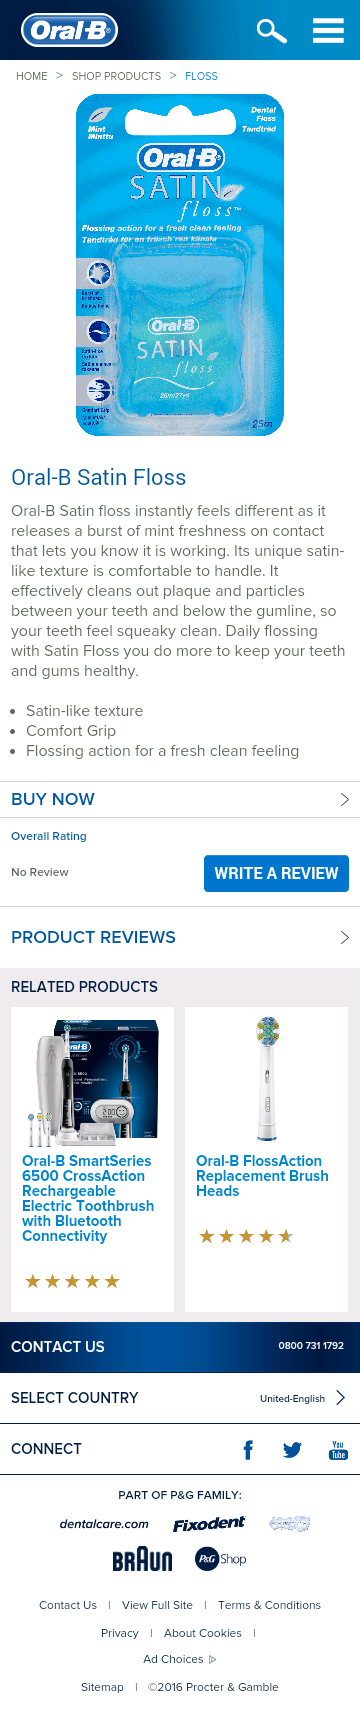 Oral-B
HOME > SHOP PRODUCTS > FLOSS
Mint
Minttu
Dental
Floss
Tandtråd
Oral-B
SATIN
floss™
Flossing action for a fresh clean feeling
Oral-B
SATIN
floss
Comfort Grip
25m
Oral-B Satin Floss
Oral-B Satin floss instantly feels different as it
releases a burst of mint freshness on contact
that lets you know it is working. Its unique satin-
like texture is comfortable to handle. It
effectively cleans out plaque and particles
between your teeth and below the gumline, so
your teeth feel squeaky clean. Daily flossing
with Satin Floss you do more to keep your teeth
and gums healthy.
• Satin-like texture
• Comfort Grip
• Flossing action for a fresh clean feeling
BUY NOW
Overall Rating
No Review
WRITE A REVIEW
PRODUCT REVIEWS
RELATED PRODUCTS
Oral-B SmartSeries
6500 CrossAction
Rechargeable
Electric Toothbrush
with Bluetooth
Connectivity
Oral-B FlossAction
Replacement Brush
Heads
CONTACT US
0800 731 1792
SELECT COUNTRY
United-English
CONNECT
You
Tube
PART OF P&G FAMILY:
dentalcare.com
Fixodent
BRAUN
P&G Shop
Contact Us | View Full Site | Terms & Conditions
Privacy | About Cookies |
Ad Choices
Sitemap | ©2016 Procter & Gamble